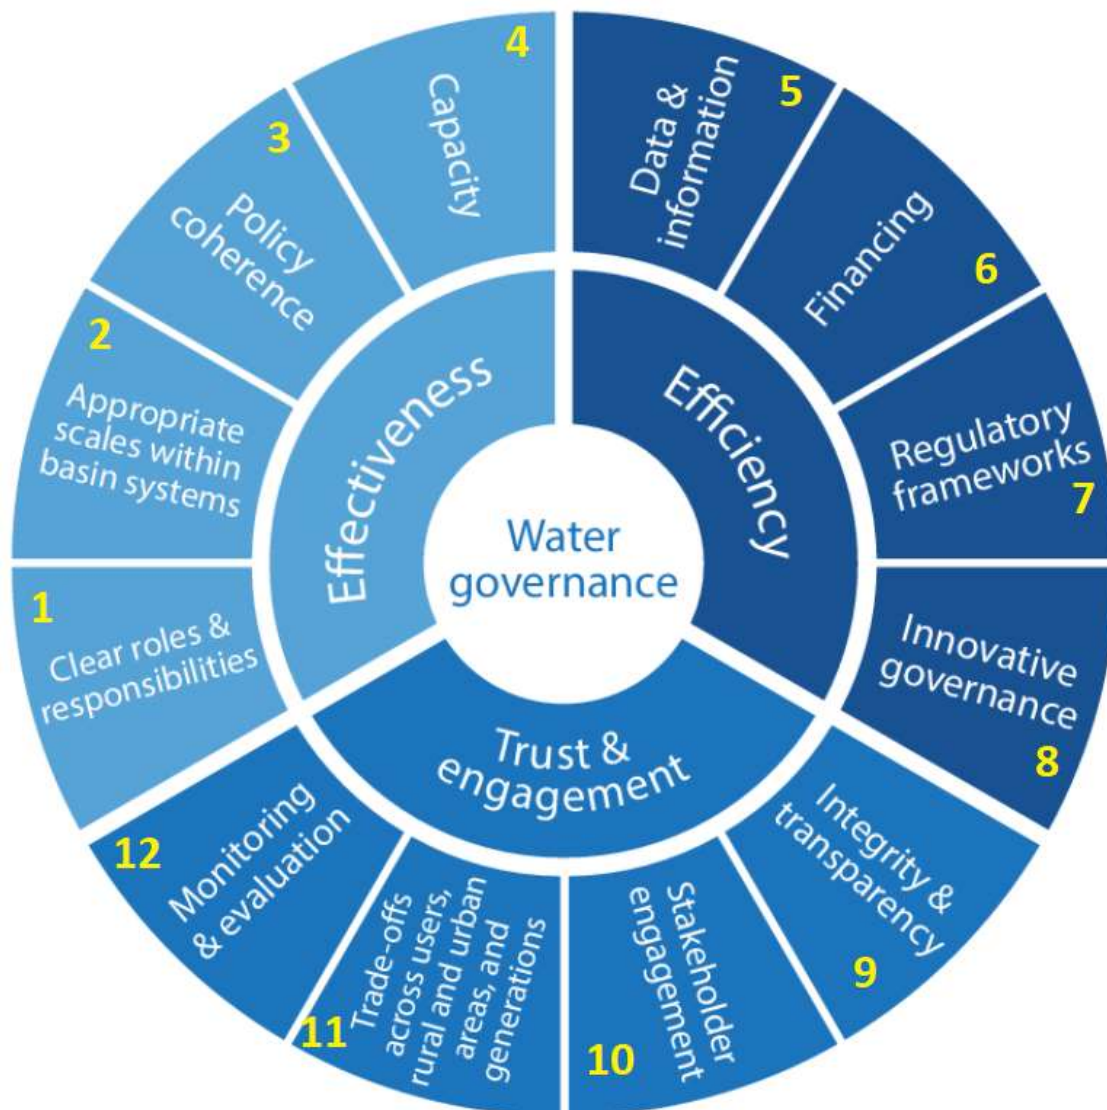 Water
governance
Effectiveness
Efficiency
Trust &
engagement
1
Clear roles &
responsibilities
2
Appropriate
scales within
basin systems
3
Policy
coherence
4
Capacity
5
Data &
information
6
Financing
7
Regulatory
frameworks
8
Innovative
governance
9
Integrity &
transparency
10
Stakeholder
engagement
11
Trade-offs
across users,
rural and urban
areas, and
generations
12
Monitoring
& evaluation